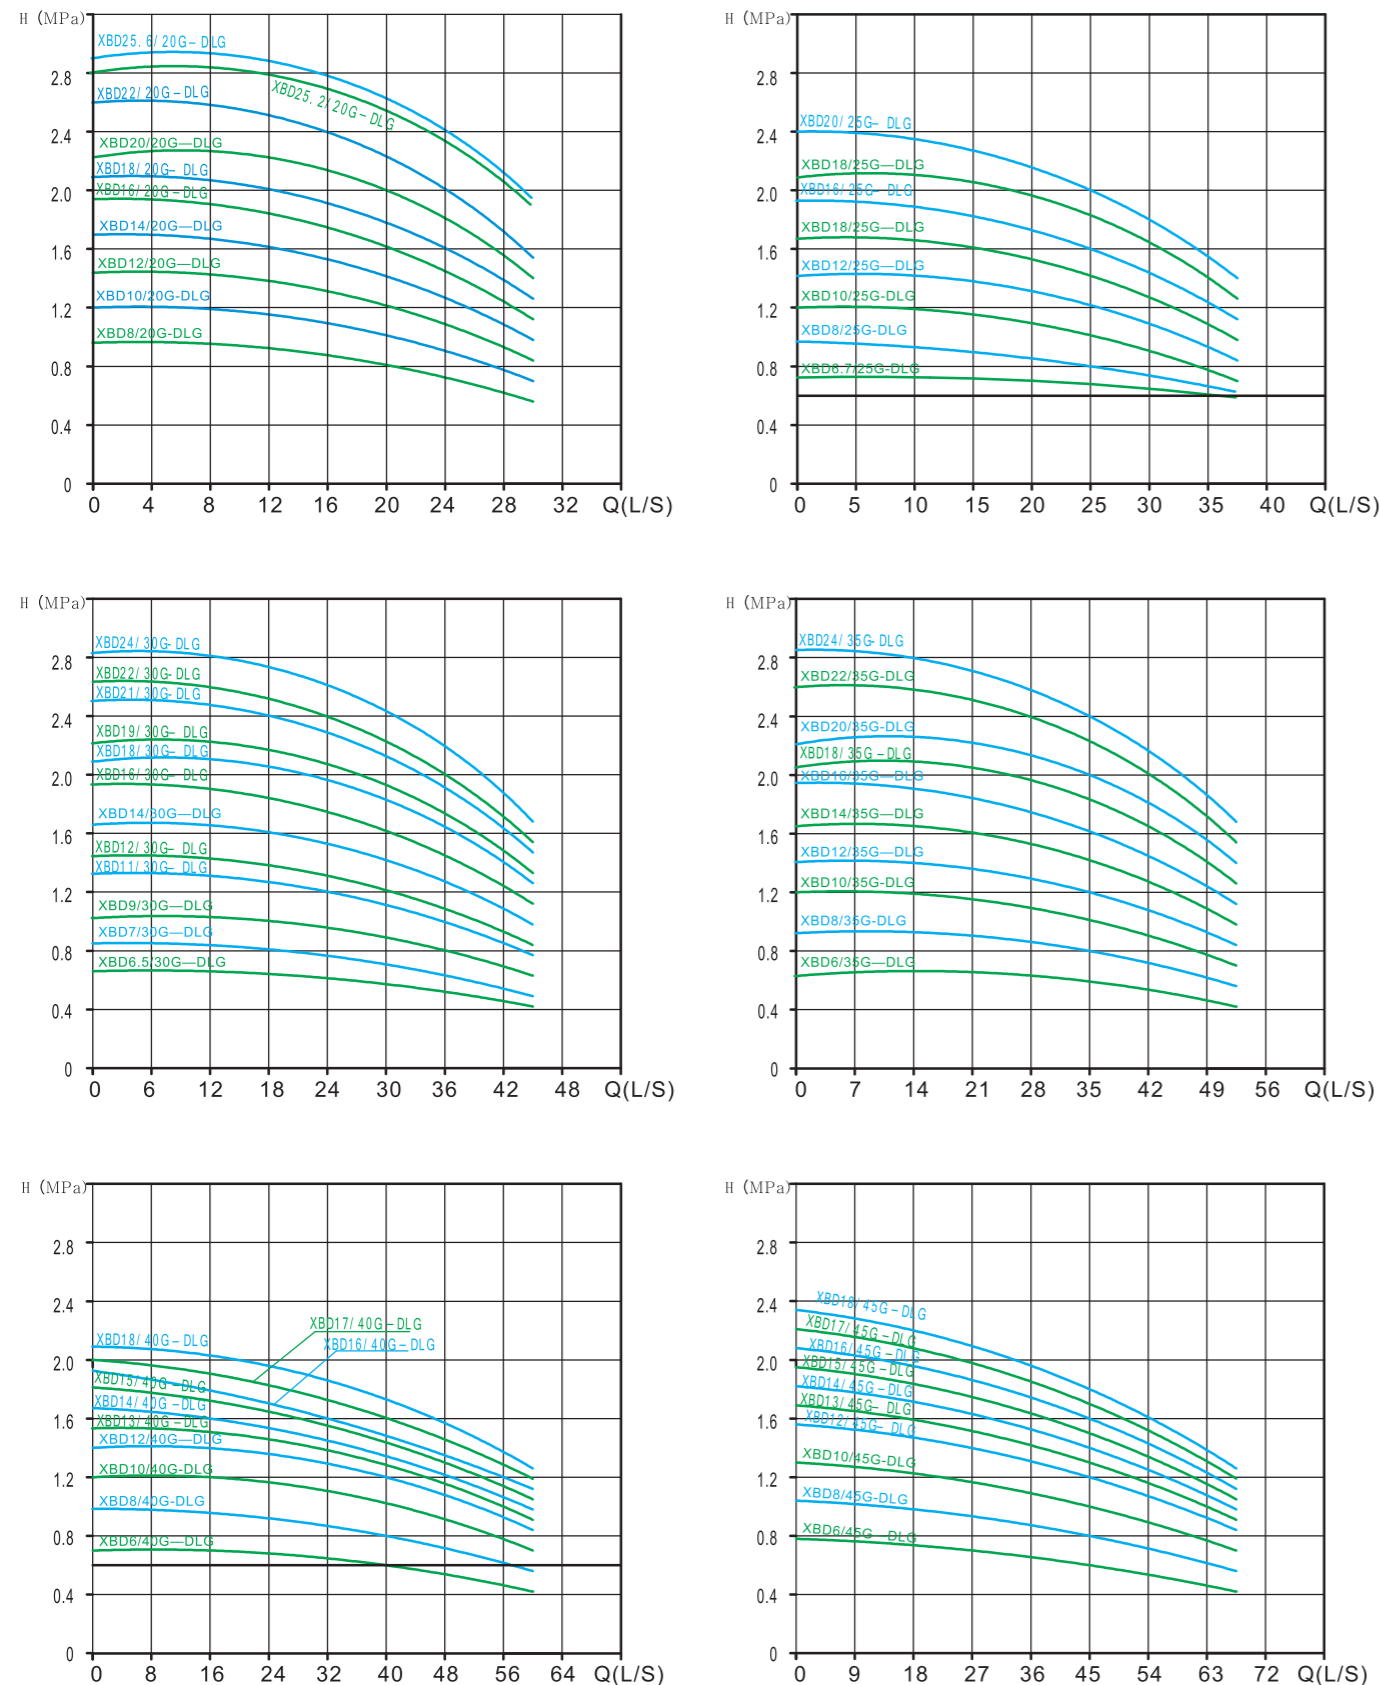 H (MPa)
2.8
2.4
2.0
1.6
1.2
0.8
0.4
0
XBD25.6/20G-DLG
XBD25.2/20G-DLG
XBD22/20G-DLG
XBD20/20G—DLG
XBD18/20G-DLG
XBD16/20G-DLG
XBD14/20G—DLG
XBD12/20G—DLG
XBD10/20G-DLG
XBD8/20G-DLG
0 4 8 12 16 20 24 28 32 Q(L/S)
H (MPa)
2.8
2.4
2.0
1.6
1.2
0.8
0.4
0
XBD20/25G-DLG
XBD18/25G—DLG
XBD16/25G-DLG
XBD18/25G—DLG
XBD12/25G—DLG
XBD10/25G-DLG
XBD8/25G-DLG
XBD6.7/25G-DLG
0 5 10 15 20 25 30 35 40 Q(L/S)
H (MPa)
2.8
2.4
2.0
1.6
1.2
0.8
0.4
0
XBD24/30G-DLG
XBD22/30G-DLG
XBD21/30G-DLG
XBD19/30G-DLG
XBD18/30G-DLG
XBD16/30G-DLG
XBD14/30G—DLG
XBD12/30G-DLG
XBD11/30G-DLG
XBD9/30G—DLG
XBD7/30G—DLG
XBD6.5/30G—DLG
0 6 12 18 24 30 36 42 48 Q(L/S)
H (MPa)
2.8
2.4
2.0
1.6
1.2
0.8
0.4
0
XBD24/35G-DLG
XBD22/35G-DLG
XBD20/35G-DLG
XBD18/35G-DLG
XBD16/35G—DLG
XBD14/35G—DLG
XBD12/35G—DLG
XBD10/35G-DLG
XBD8/35G-DLG
XBD6/35G—DLG
0 7 14 21 28 35 42 49 56 Q(L/S)
H (MPa)
2.8
2.4
2.0
1.6
1.2
0.8
0.4
0
XBD17/40G-DLG
XBD18/40G-DLG
XBD16/40G-DLG
XBD15/40G-DLG
XBD14/40G-DLG
XBD13/40G-DLG
XBD12/40G—DLG
XBD10/40G-DLG
XBD8/40G-DLG
XBD6/40G—DLG
0 8 16 24 32 40 48 56 64 Q(L/S)
H (MPa)
2.8
2.4
2.0
1.6
1.2
0.8
0.4
0
XBD18/45G-DLG
XBD17/45G-DLG
XBD16/45G-DLG
XBD15/45G-DLG
XBD14/45G-DLG
XBD13/45G-DLG
XBD12/45G-DLG
XBD10/45G-DLG
XBD8/45G-DLG
XBD6/45G—DLG
0 9 18 27 36 45 54 63 72 Q(L/S)